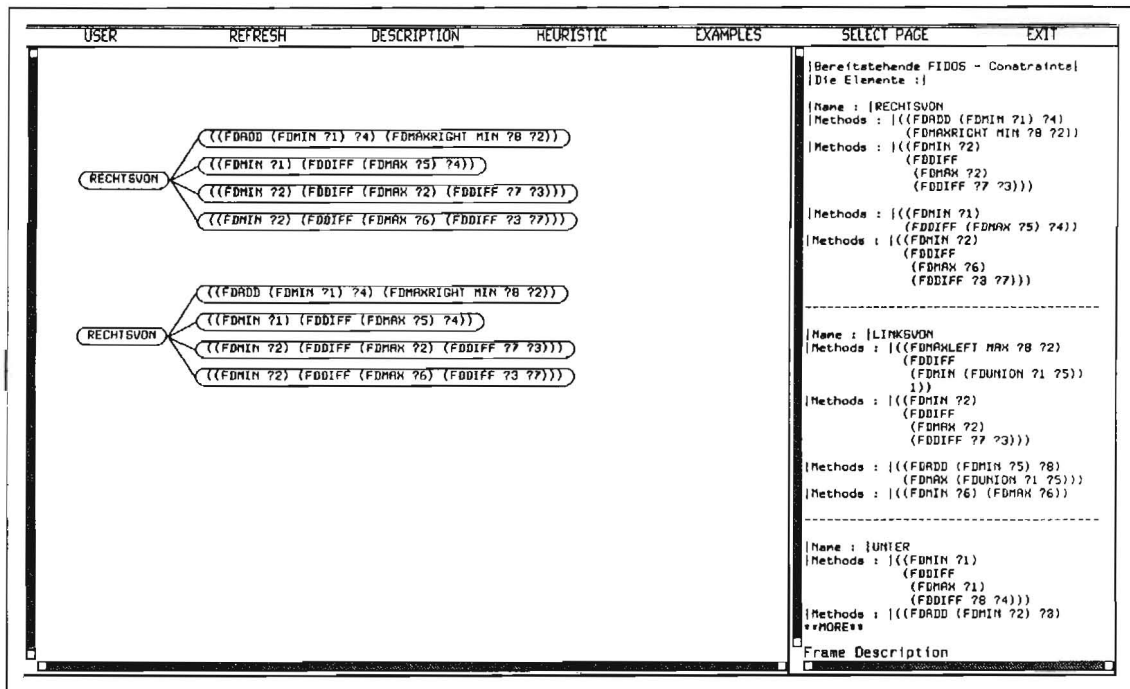 USER REFRESH DESCRIPTION HEURISTIC EXAMPLES SELECT PAGE EXIT
((FDADD (FDMIN ?1) ?4) (FDMAXRIGHT MIN ?8 ?2))
((FDMIN ?1) (FDDIFF (FDMAX ?5) ?4))
RECHTSVON
((FDMIN ?2) (FDDIFF (FDMAX ?2) (FDDIFF ?7 ?3)))
((FDMIN ?2) (FDDIFF (FDMAX ?6) (FDDIFF ?3 ?7)))
((FDADD (FDMIN ?1) ?4) (FDMAXRIGHT MIN ?8 ?2))
((FDMIN ?1) (FDDIFF (FDMAX ?5) ?4))
RECHTSVON
((FDMIN ?2) (FDDIFF (FDMAX ?2) (FDDIFF ?7 ?3)))
((FDMIN ?2) (FDDIFF (FDMAX ?6) (FDDIFF ?3 ?7)))
|Bereitstehende FIDOS - Constraints|
|Die Elemente :|
|Name : |RECHTSVON
|Methods : |((FDADD (FDMIN ?1) ?4)
(FDMAXRIGHT MIN ?8 ?2))
|Methods : |((FDMIN ?2)
(FDDIFF
(FDMAX ?2)
(FDDIFF ?7 ?3)))
|Methods : |((FDMIN ?1)
(FDDIFF (FDMAX ?5) ?4))
|Methods : |((FDMIN ?2)
(FDDIFF
(FDMAX ?6)
(FDDIFF ?3 ?7)))
----------------------------------------
|Name : |LINKSVON
|Methods : |((FDMAXLEFT MAX ?8 ?2)
(FDDIFF
(FDMIN (FDUNION ?1 ?5))
1))
|Methods : |((FDMIN ?2)
(FDDIFF
(FDMAX ?2)
(FDDIFF ?7 ?3)))
|Methods : |((FDADD (FDMIN ?5) ?8)
(FDMAX (FDUNION ?1 ?5)))
|Methods : |((FDMIN ?6) (FDMAX ?6))
----------------------------------------
|Name : |UNTER
|Methods : |((FDMIN ?1)
(FDDIFF
(FDMAX ?1)
(FDDIFF ?8 ?4)))
|Methods : |((FDADD (FDMIN ?2) ?3)
**MORE**
Frame Description